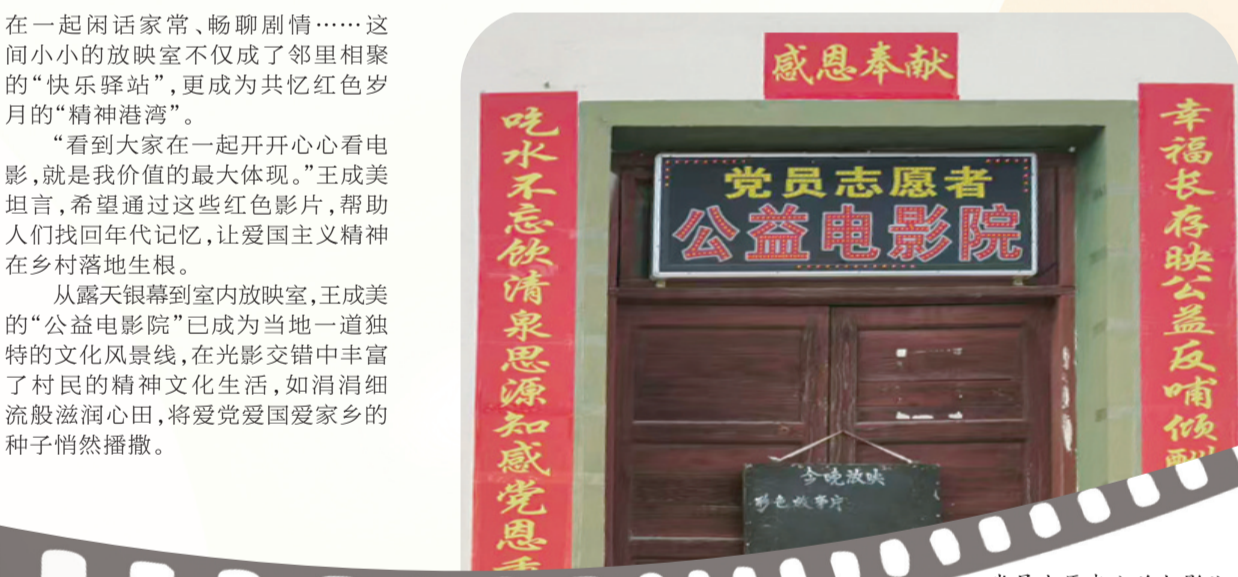 在一起闲话家常、畅聊剧情……这
间小小的放映室不仅成了邻里相聚
的“快乐驿站”，更成为共忆红色岁
月的“精神港湾”。
“看到大家在一起开开心心看电
影，就是我价值的最大体现。”王成美
坦言，希望通过这些红色影片，帮助
人们找回年代记忆，让爱国主义精神
在乡村落地生根。
从露天银幕到室内放映室，王成美
的“公益电影院”已成为当地一道独
特的文化风景线，在光影交错中丰富
了村民的精神文化生活，如涓涓细
流般滋润心田，将爱党爱国爱家乡的
种子悄然播撒。
感恩奉献
吃水不忘饮清泉思源知感党恩
党员志愿者
公益电影院
今晚放映
彩色故事片
幸福长存映公益反哺倾